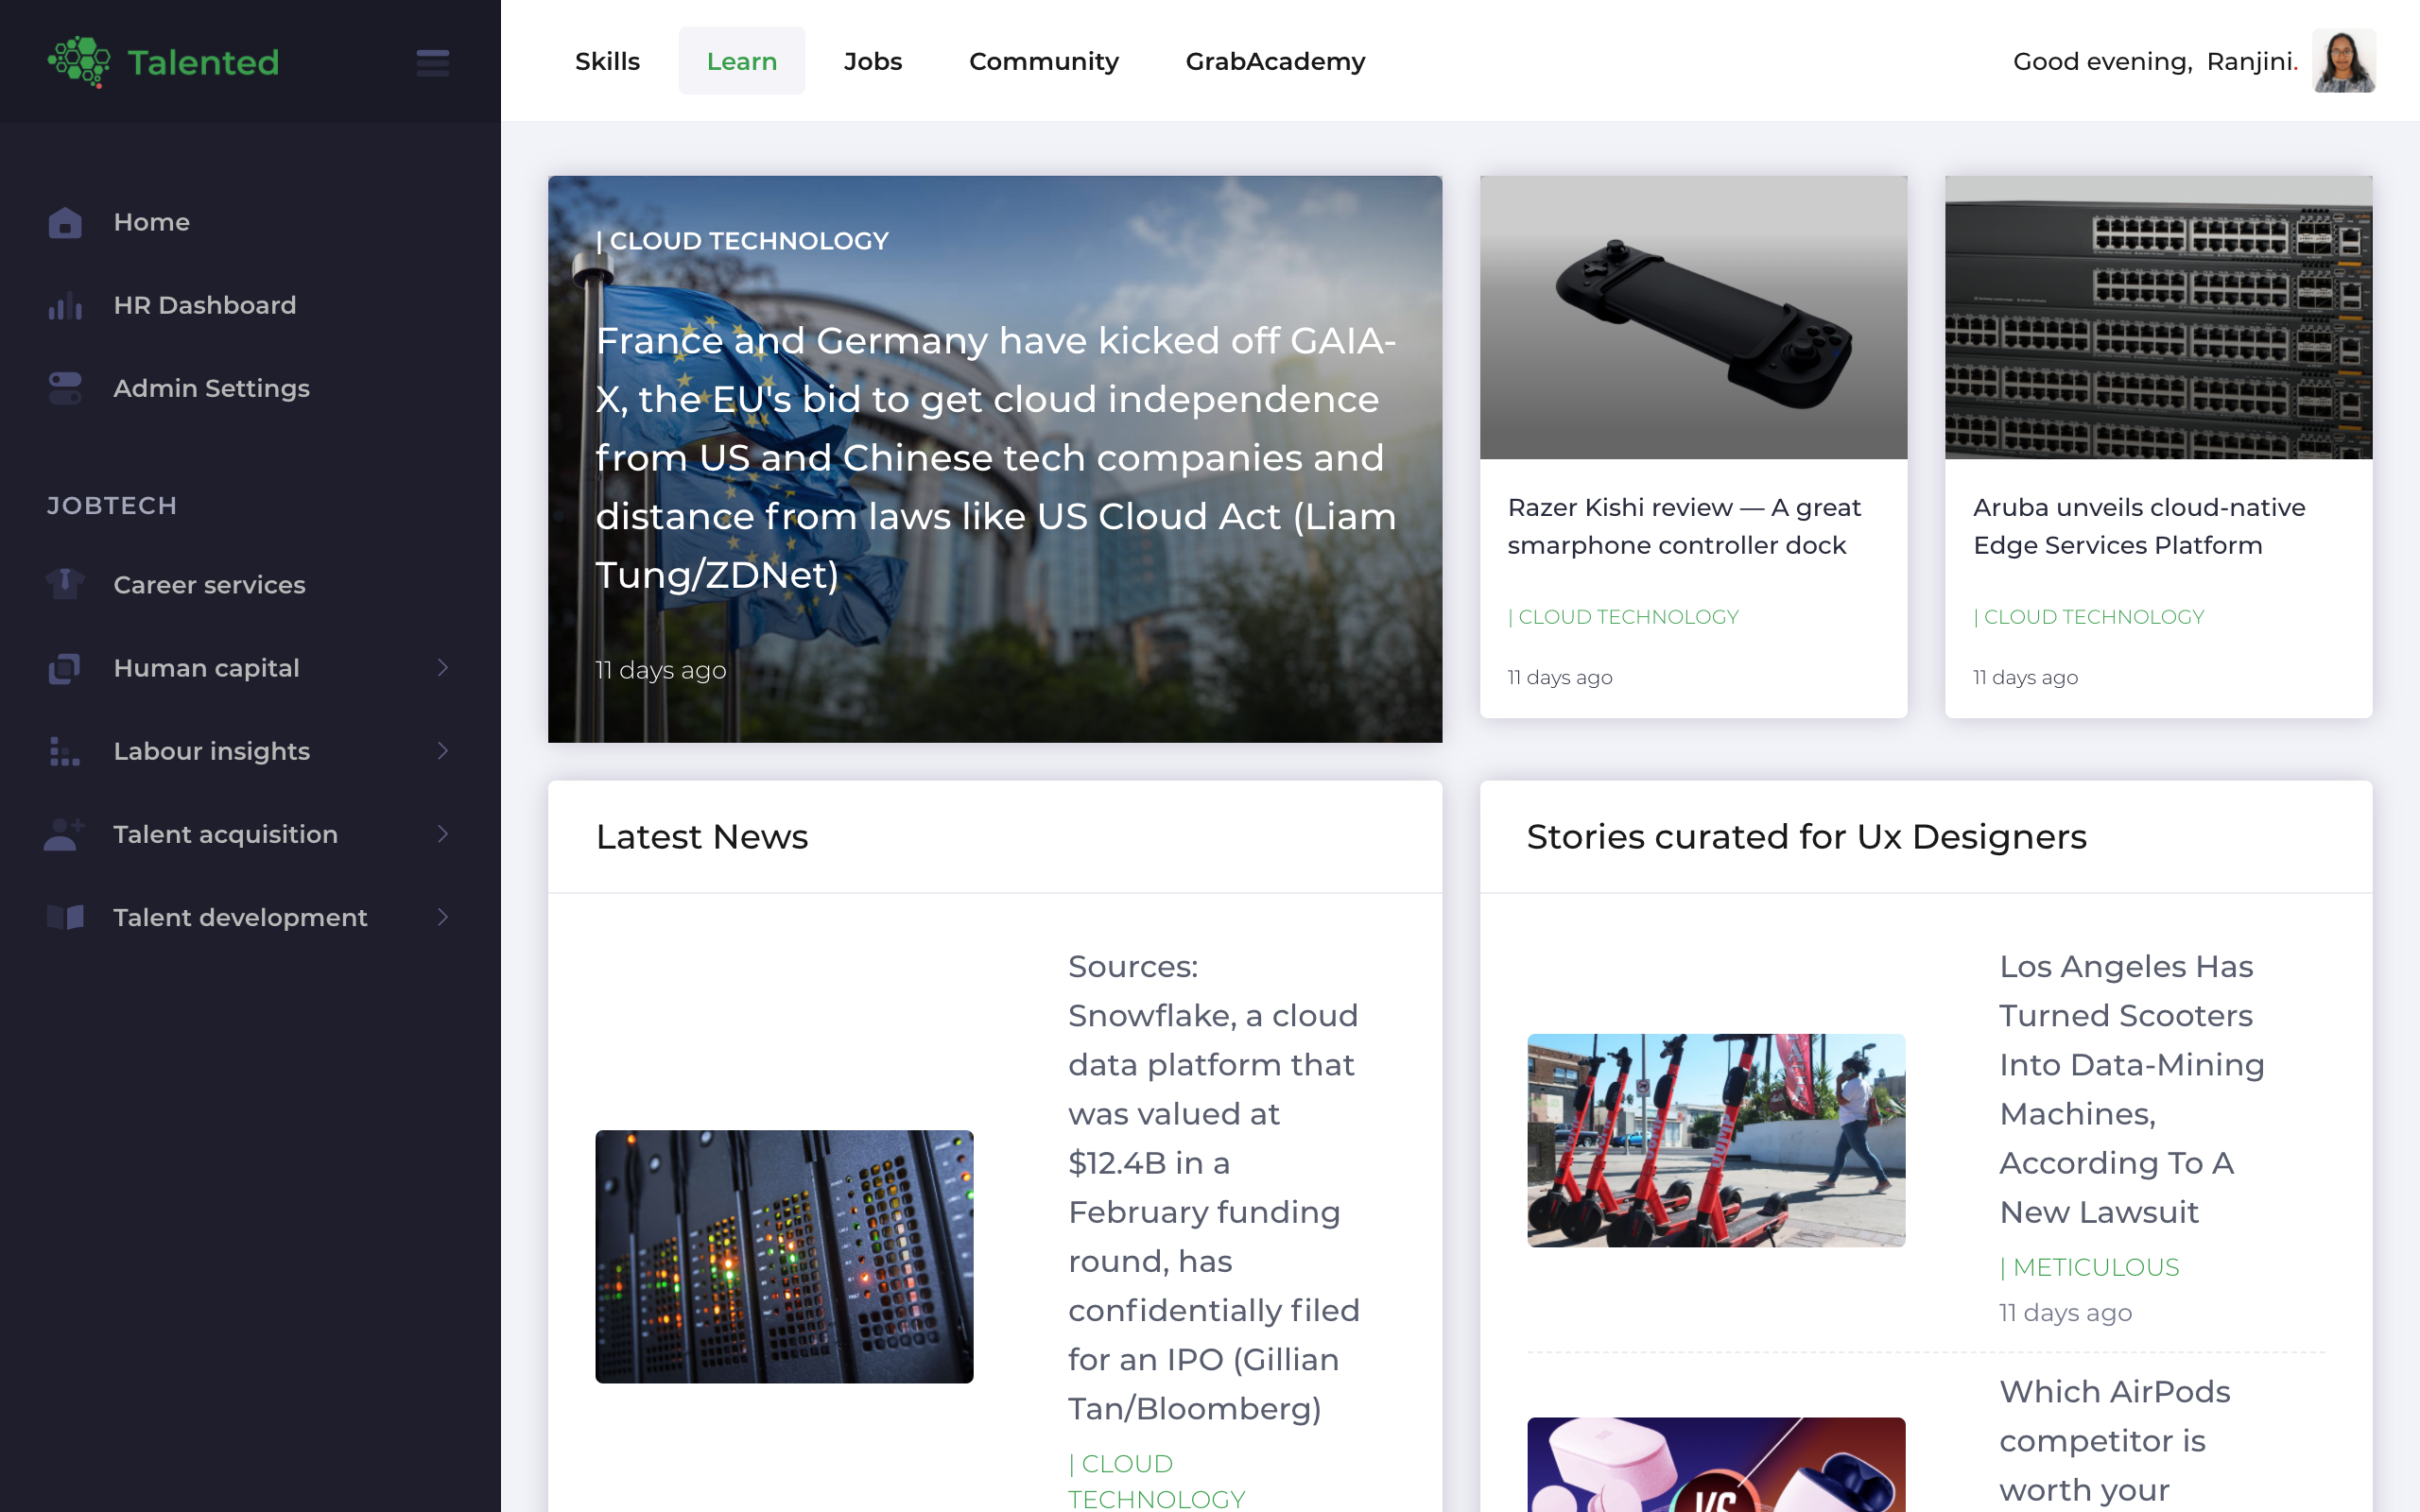 Talented
Skills
Learn
Jobs
Community
GrabAcademy
Good evening, Ranjini.
Home
HR Dashboard
Admin Settings
JOBTECH
Career services
Human capital
Labour insights
Talent acquisition
Talent development
| CLOUD TECHNOLOGY
France and Germany have kicked off GAIA-
X, the EU's bid to get cloud independence
from US and Chinese tech companies and
distance from laws like US Cloud Act (Liam
Tung/ZDNet)
11 days ago
Razer Kishi review — A great
smarphone controller dock
| CLOUD TECHNOLOGY
11 days ago
Aruba unveils cloud-native
Edge Services Platform
| CLOUD TECHNOLOGY
11 days ago
Latest News
Sources:
Snowflake, a cloud
data platform that
was valued at
$12.4B in a
February funding
round, has
confidentially filed
for an IPO (Gillian
Tan/Bloomberg)
| CLOUD
TECHNOLOGY
Stories curated for Ux Designers
Los Angeles Has
Turned Scooters
Into Data-Mining
Machines,
According To A
New Lawsuit
| METICULOUS
11 days ago
Which AirPods
competitor is
worth your
VS